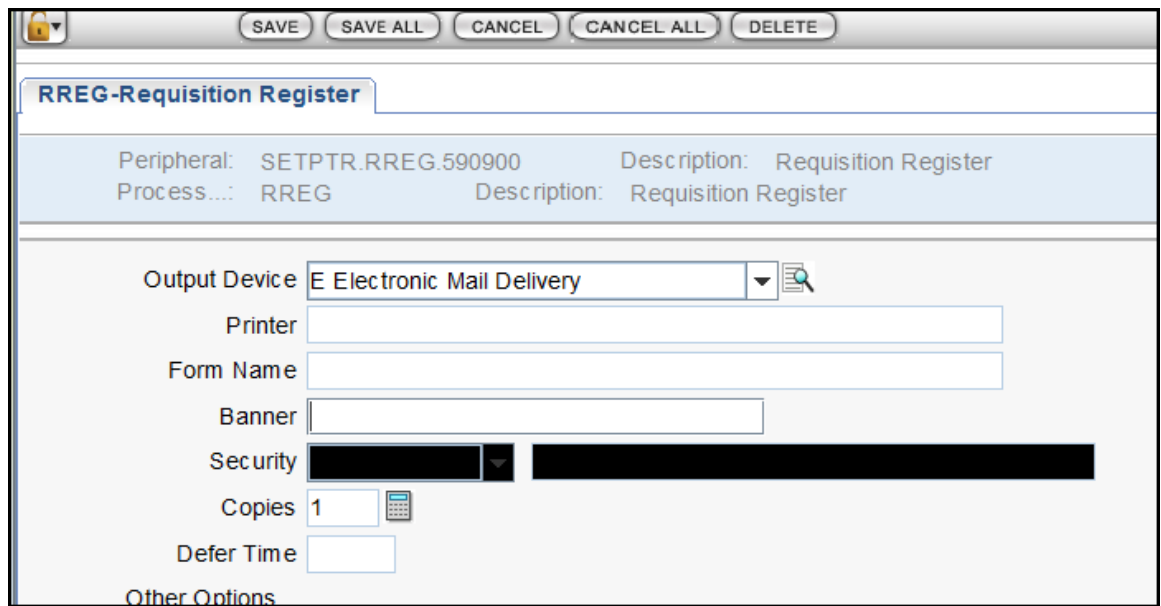 SAVE SAVE ALL CANCEL CANCEL ALL DELETE
RREG-Requisition Register
Peripheral: SETPTR.RREG.590900 Description: Requisition Register
Process...: RREG Description: Requisition Register
Output Device E Electronic Mail Delivery
Printer
Form Name
Banner
Security
Copies 1
Defer Time
Other Options